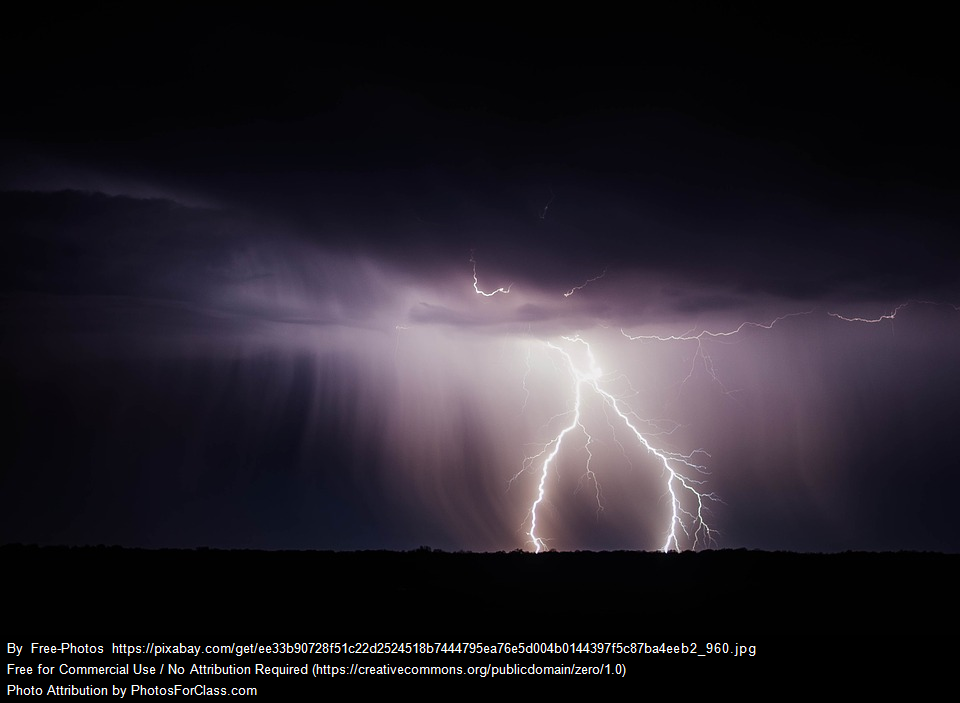 By Free-Photos https://pixabay.com/get/ee33b90728f51c22d2524518b7444795ea76e5d004b0144397f5c87ba4eeb2_960.jpg
Free for Commercial Use / No Attribution Required (https://creativecommons.org/publicdomain/zero/1.0)
Photo Attribution by PhotosForClass.com